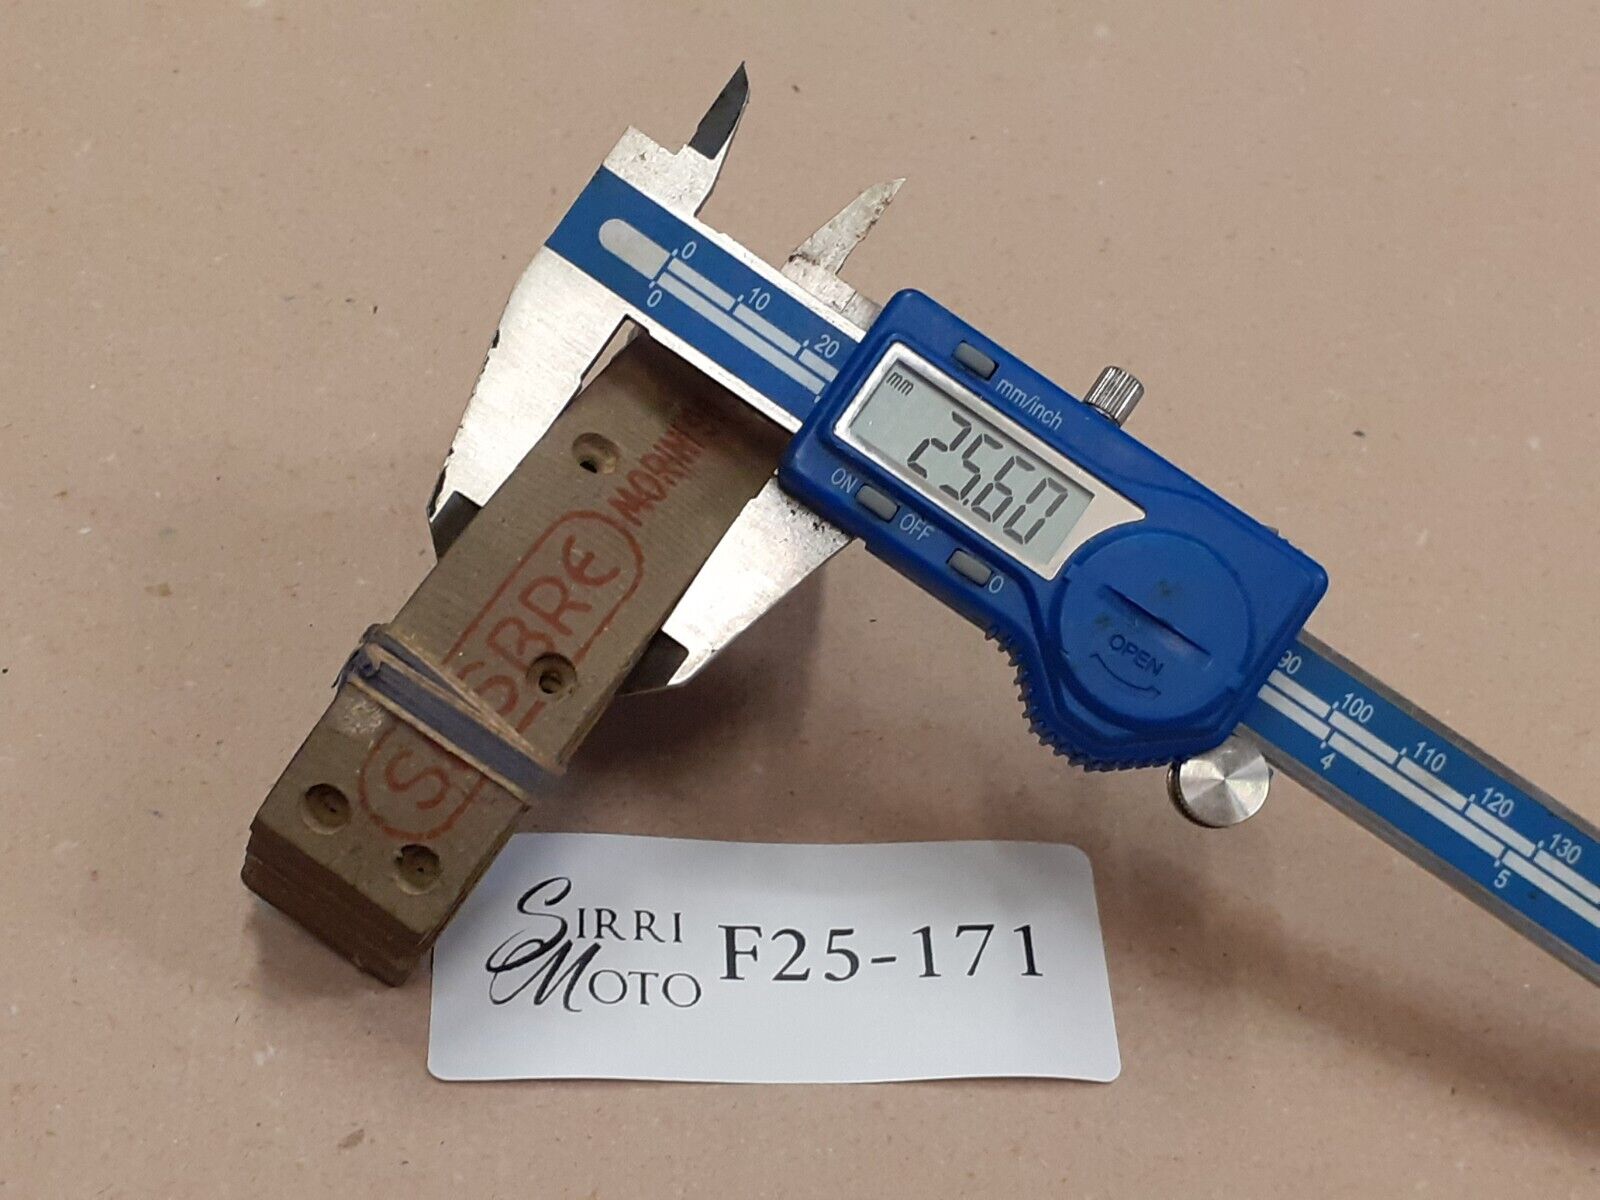 0 10 20
0
mm
25.60
mm/inch
ON
OFF
0
OPEN
90 100 110 120 130
4 5
SBRE
S
SIRRI
MOTO
F25-171